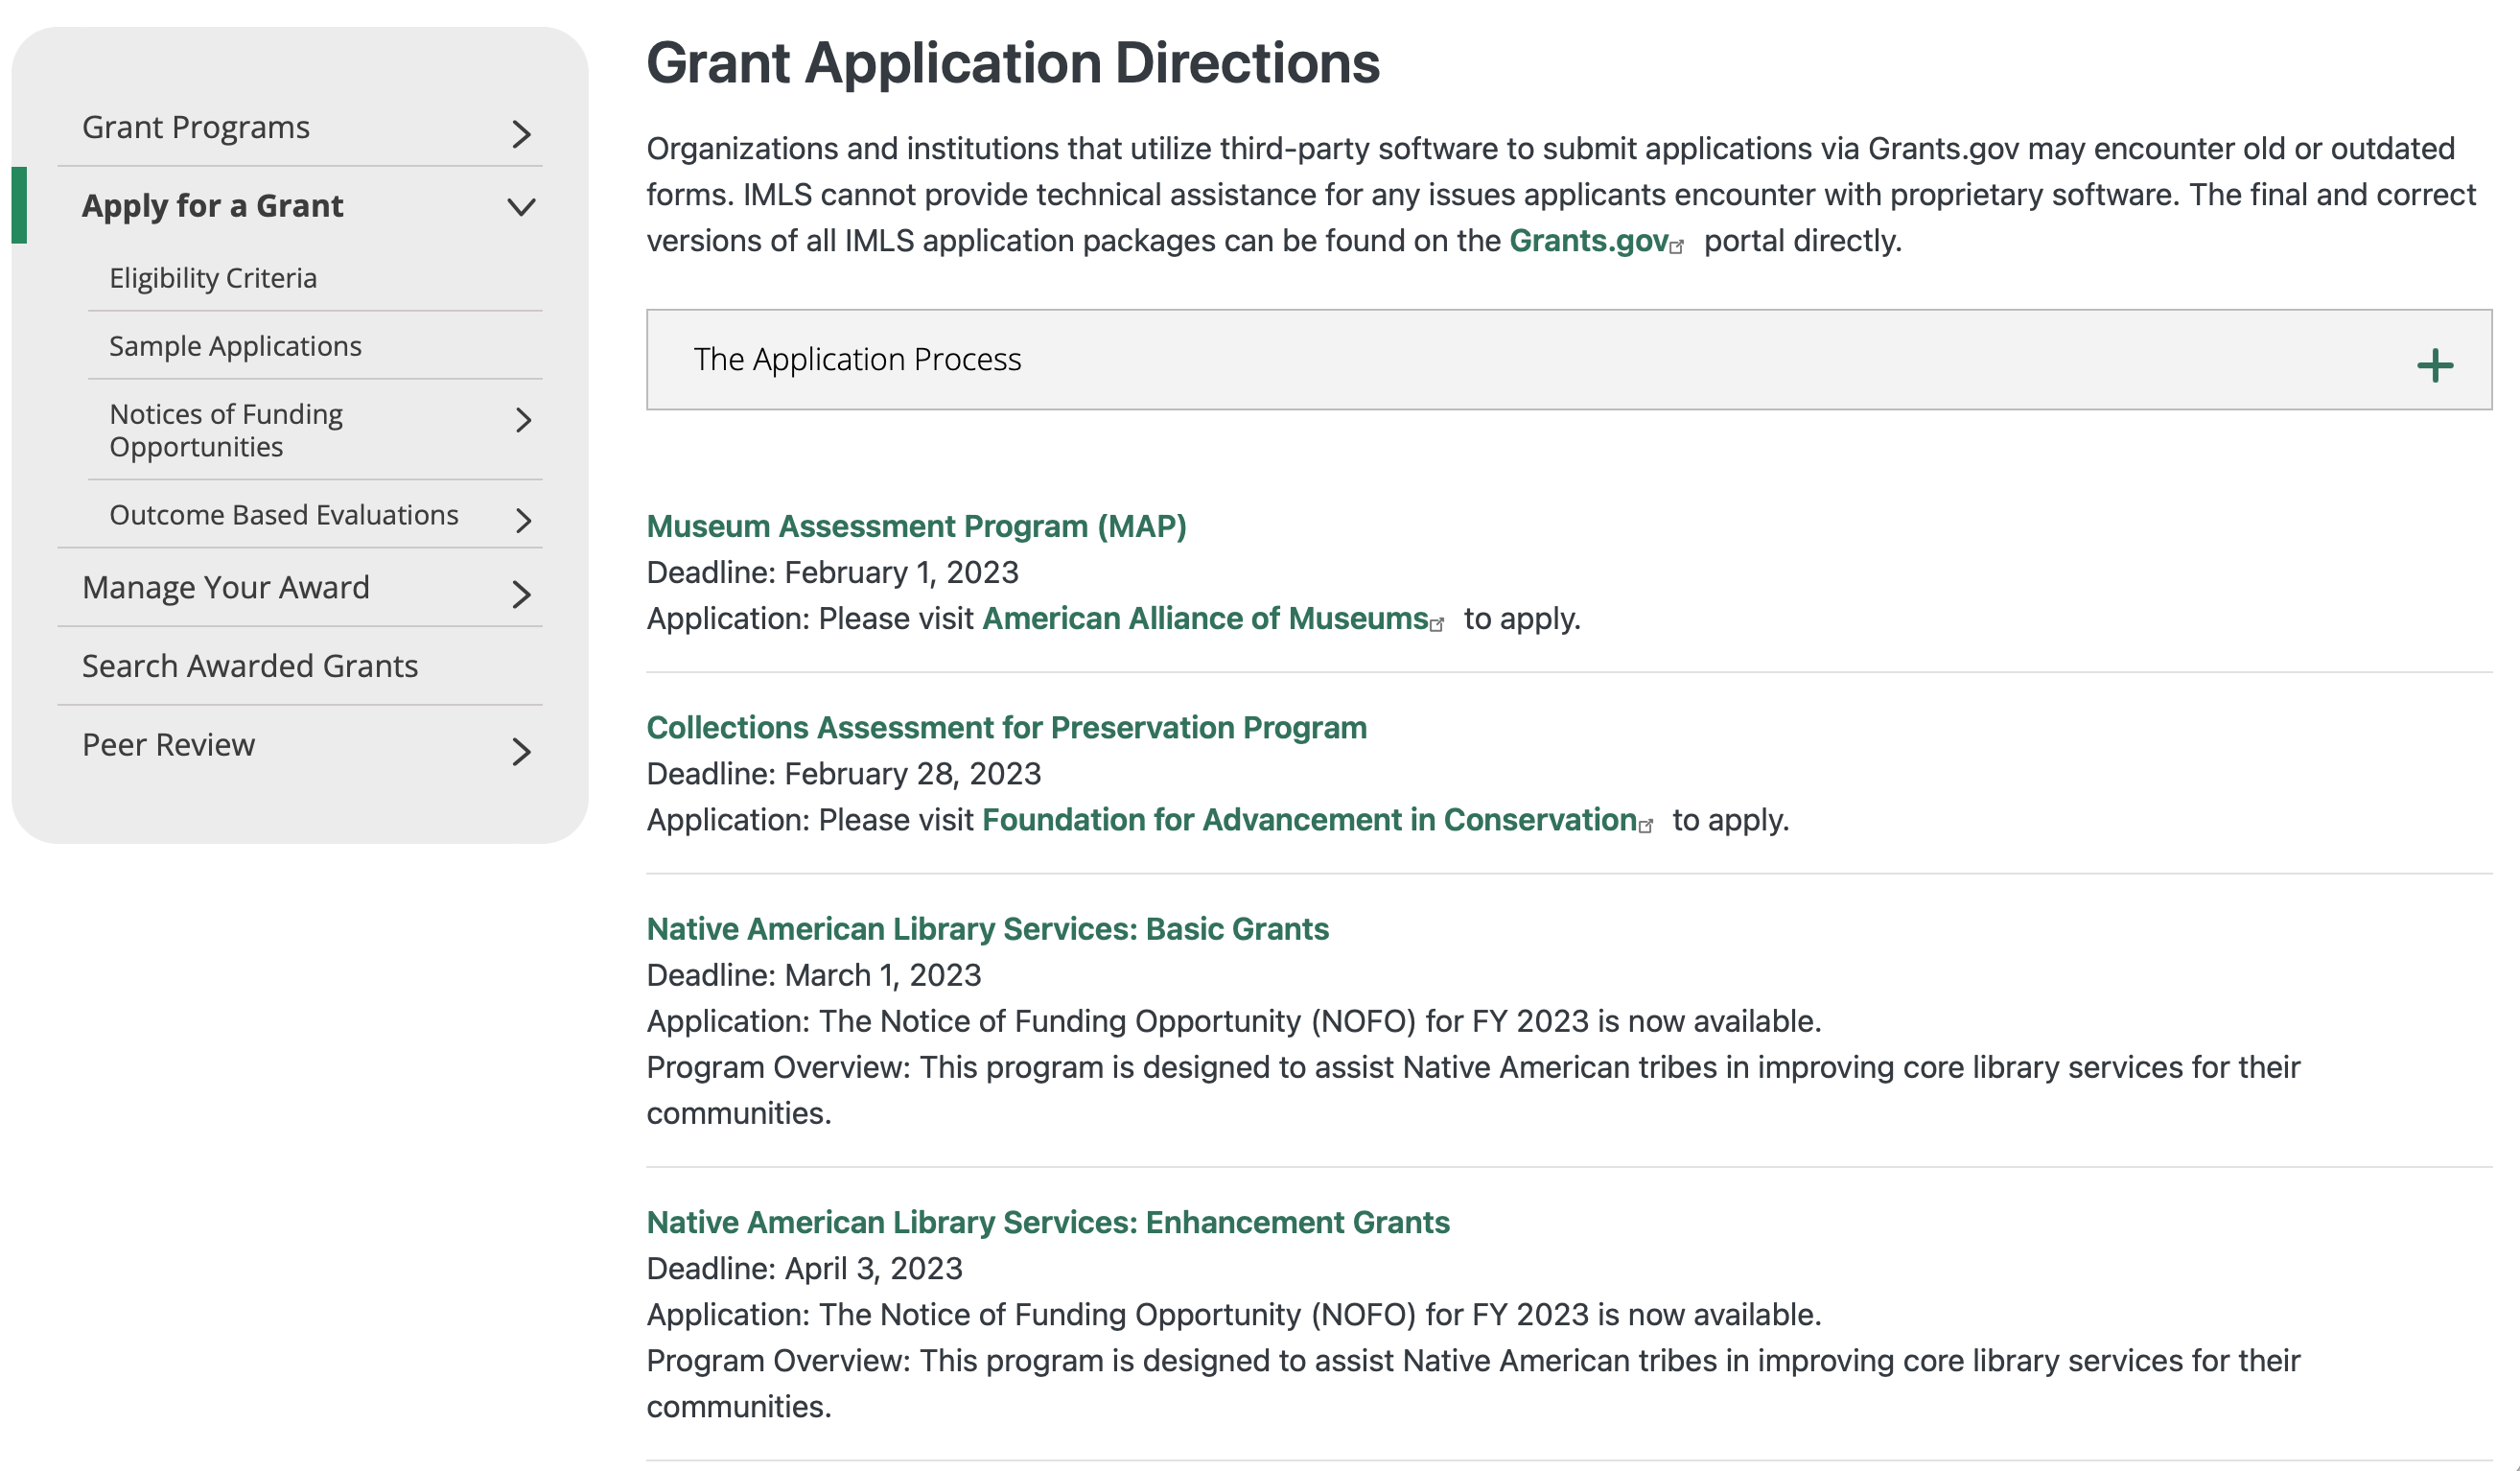 Grant Programs
Apply for a Grant
Eligibility Criteria
Sample Applications
Notices of Funding
Opportunities
Outcome Based Evaluations
Manage Your Award
Search Awarded Grants
Peer Review
Grant Application Directions
Organizations and institutions that utilize third-party software to submit applications via Grants.gov may encounter old or outdated
forms. IMLS cannot provide technical assistance for any issues applicants encounter with proprietary software. The final and correct
versions of all IMLS application packages can be found on the Grants.gov portal directly.
The Application Process
Museum Assessment Program (MAP)
Deadline: February 1, 2023
Application: Please visit American Alliance of Museums to apply.
Collections Assessment for Preservation Program
Deadline: February 28, 2023
Application: Please visit Foundation for Advancement in Conservation to apply.
Native American Library Services: Basic Grants
Deadline: March 1, 2023
Application: The Notice of Funding Opportunity (NOFO) for FY 2023 is now available.
Program Overview: This program is designed to assist Native American tribes in improving core library services for their
communities.
Native American Library Services: Enhancement Grants
Deadline: April 3, 2023
Application: The Notice of Funding Opportunity (NOFO) for FY 2023 is now available.
Program Overview: This program is designed to assist Native American tribes in improving core library services for their
communities.